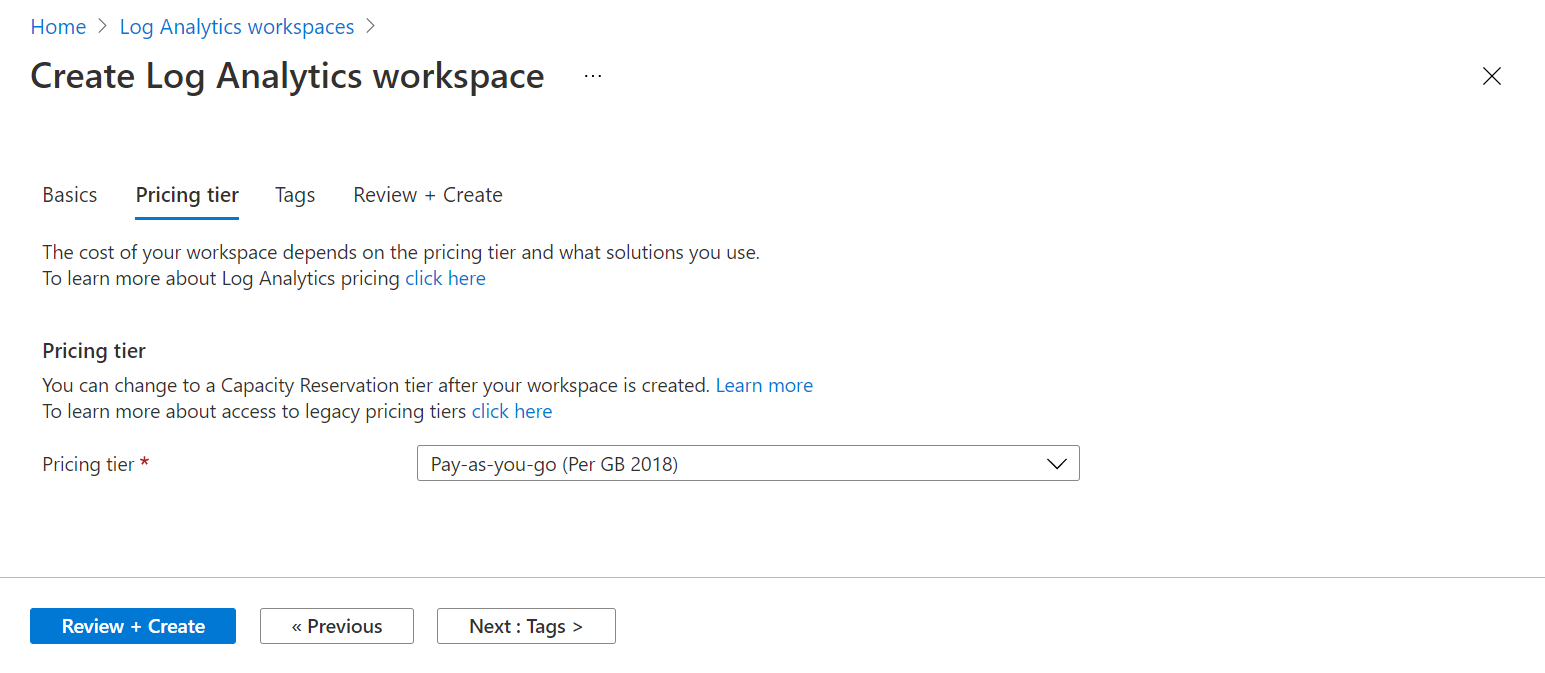 Home > Log Analytics workspaces >
Create Log Analytics workspace ...
Basics Pricing tier Tags Review + Create
The cost of your workspace depends on the pricing tier and what solutions you use.
To learn more about Log Analytics pricing click here
Pricing tier
You can change to a Capacity Reservation tier after your workspace is created. Learn more
To learn more about access to legacy pricing tiers click here
Pricing tier * Pay-as-you-go (Per GB 2018)
Review + Create « Previous Next : Tags >